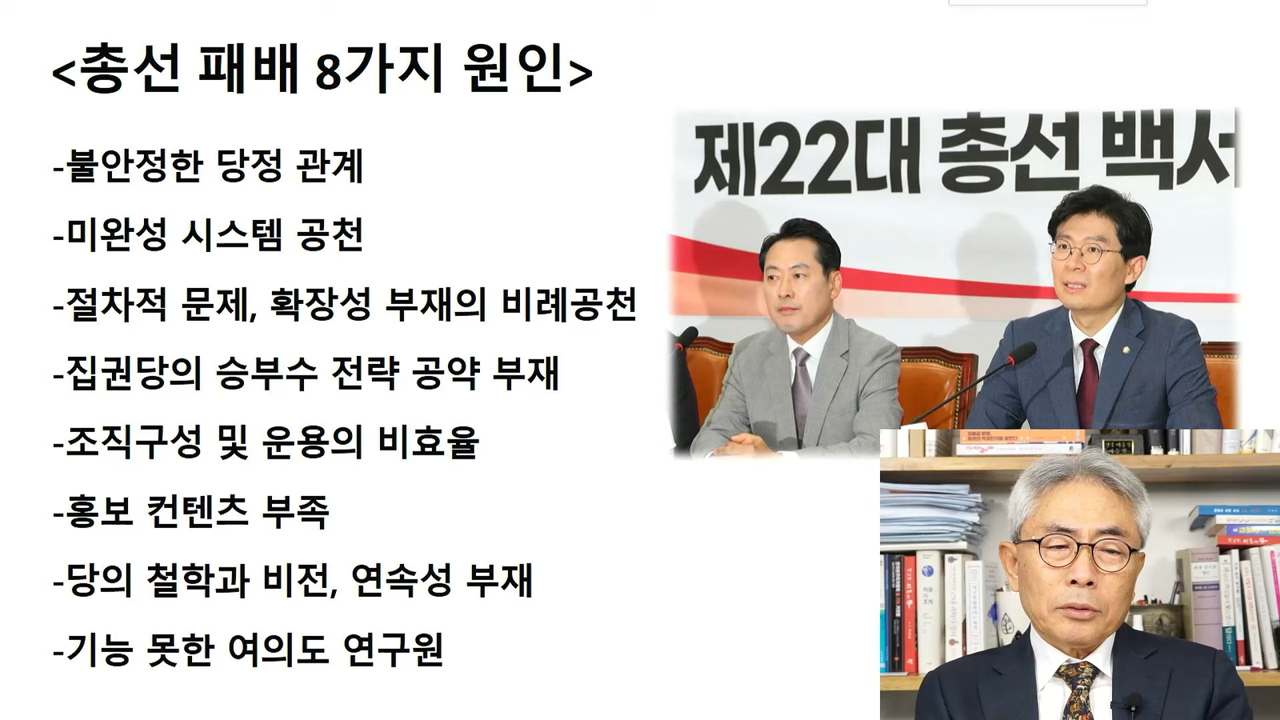 <총선 패배 8가지 원인>
-불안정한 당정 관계
-미완성 시스템 공천
-절차적 문제, 확장성 부재의 비례공천
-집권당의 승부수 전략 공약 부재
-조직구성 및 운용의 비효율
-홍보 컨텐츠 부족
-당의 철학과 비전, 연속성 부재
-기능 못한 여의도 연구원
제22대 총선 백서